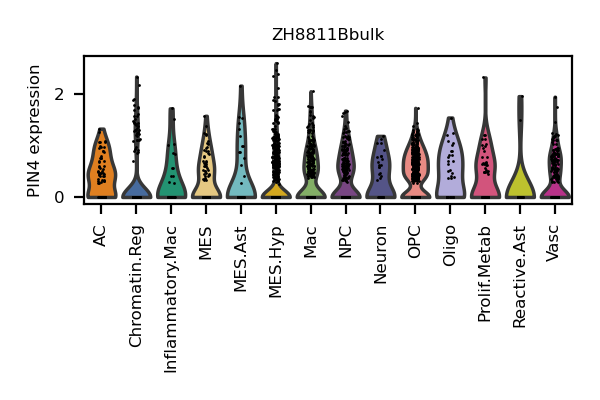 ZH8811Bbulk
PIN4 expression
2
0
AC
Chromatin.Reg
Inflammatory.Mac
MES
MES.Ast
MES.Hyp
Mac
NPC
Neuron
OPC
Oligo
Prolif.Metab
Reactive.Ast
Vasc